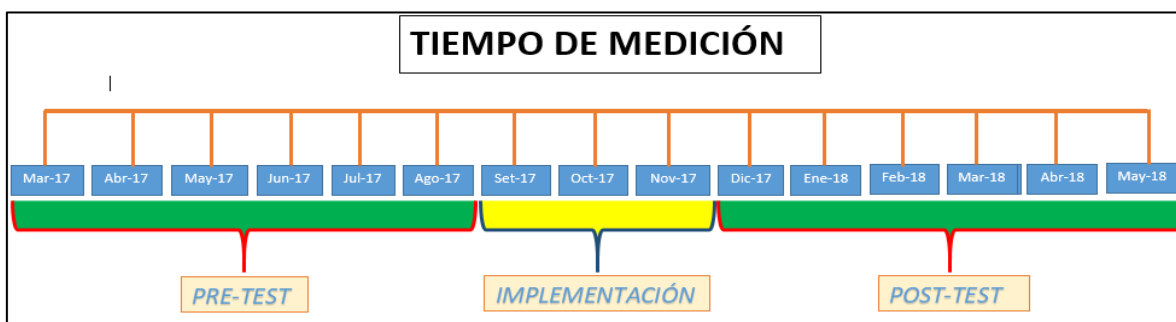 TIEMPO DE MEDICIÓN
Mar-17 Abr-17 May-17 Jun-17 Jul-17 Ago-17 Set-17 Oct-17 Nov-17 Dic-17 Ene-18 Feb-18 Mar-18 Abr-18 May-18
PRE-TEST IMPLEMENTACIÓN POST-TEST